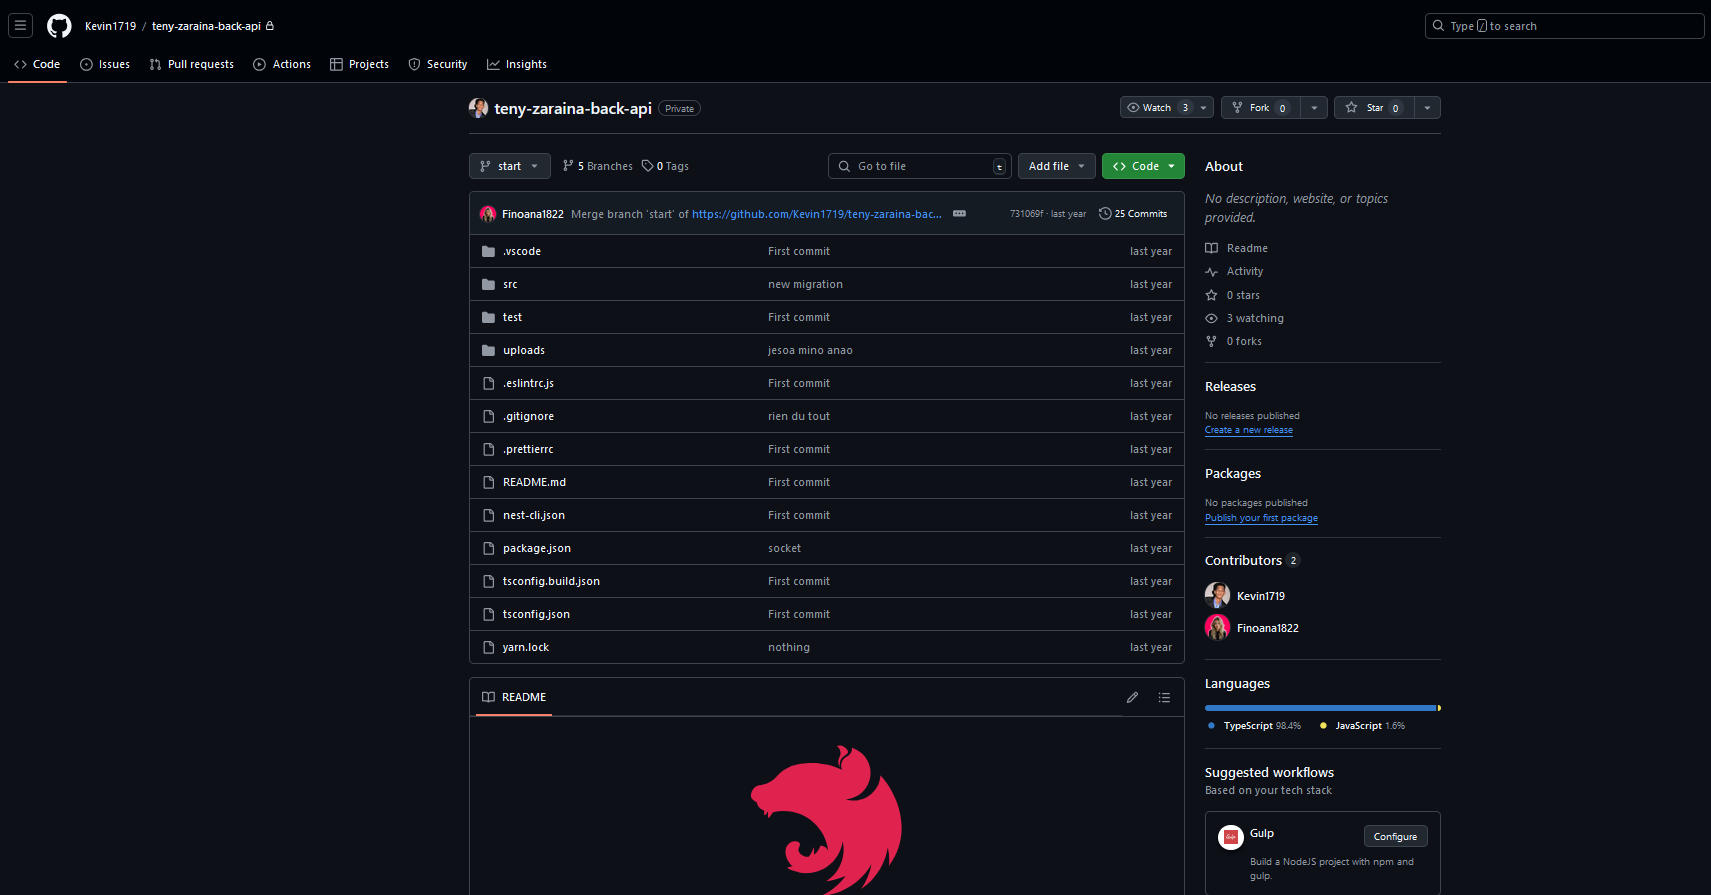 Kevin1719 / teny-zaraina-back-api
Type / to search
Code Issues Pull requests Actions Projects Security Insights
teny-zaraina-back-api Private
Watch 3 Fork 0 Star 0
start 5 Branches 0 Tags
Go to file t Add file Code
Finoana1822 Merge branch 'start' of https://github.com/Kevin1719/teny-zaraina-bac... 731069f · last year 25 Commits
.vscode First commit last year
src new migration last year
test First commit last year
uploads jesoa mino anao last year
.eslintrc.js First commit last year
.gitignore rien du tout last year
.prettierrc First commit last year
README.md First commit last year
nest-cli.json First commit last year
package.json socket last year
tsconfig.build.json First commit last year
tsconfig.json First commit last year
yarn.lock nothing last year
README
About
No description, website, or topics
provided.
Readme
Activity
0 stars
3 watching
0 forks
Releases
No releases published
Create a new release
Packages
No packages published
Publish your first package
Contributors 2
Kevin1719
Finoana1822
Languages
TypeScript 98.4% JavaScript 1.6%
Suggested workflows
Based on your tech stack
Gulp
Gulp Configure
Build a NodeJS project with npm and
gulp.